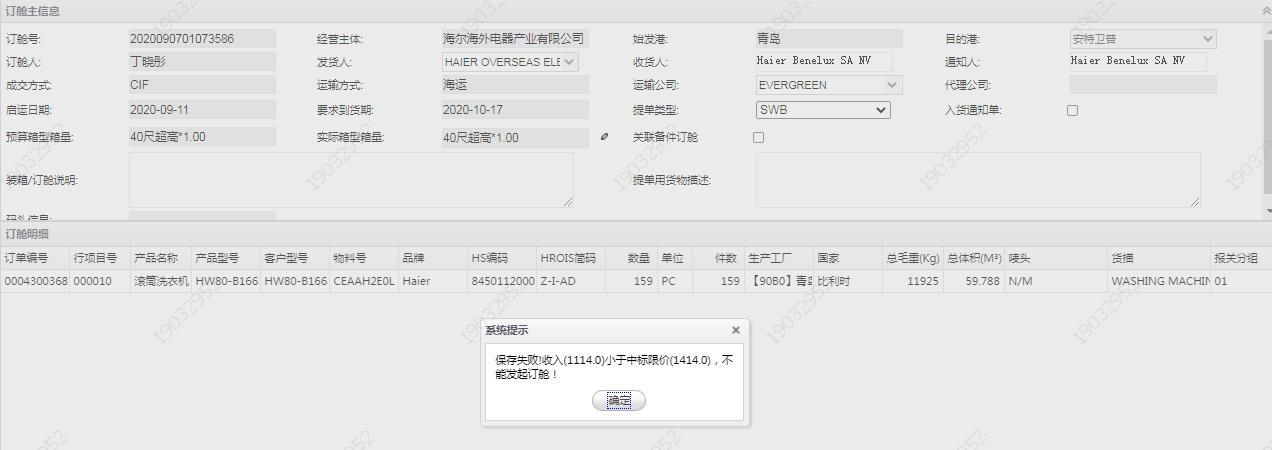 订舱主信息
订舱号: 2020090701073586 经营主体: 海尔海外电器产业有限公司 始发港: 青岛 目的港: 安特卫普
订舱人: 丁晓彤 发货人: HAIER OVERSEAS ELE 收货人: Haier Benelux SA NV 通知人: Haier Benelux SA NV
成交方式: CIF 运输方式: 海运 运输公司: EVERGREEN 代理公司:
启运日期: 2020-09-11 要求到货期: 2020-10-17 提单类型: SWB 入货通知单:
预算箱型箱量: 40尺超高*1.00 实际箱型箱量: 40尺超高*1.00 关联备件订舱
装箱/订舱说明: 提单用货物描述:
码头信息:
订舱明细
订单编号 行项目号 产品名称 产品型号 客户型号 物料号 品牌 HS编码 HROIS简码 数量 单位 件数 生产工厂 国家 总毛重(Kg) 总体积(M³) 唛头 货描 报关分组
0004300368 000010 滚筒洗衣机 HW80-B166 HW80-B166 CEAAH2E0L Haier 8450112000 Z-I-AD 159 PC 159 【90B0】青岛 比利时 11925 59.788 N/M WASHING MACHIN 01
系统提示
保存失败!收入(1114.0)小于中标限价(1414.0)，不
能发起订舱！
确定
19032952
19032952
19032952
19032952
19032952
19032952
19032952
19032952